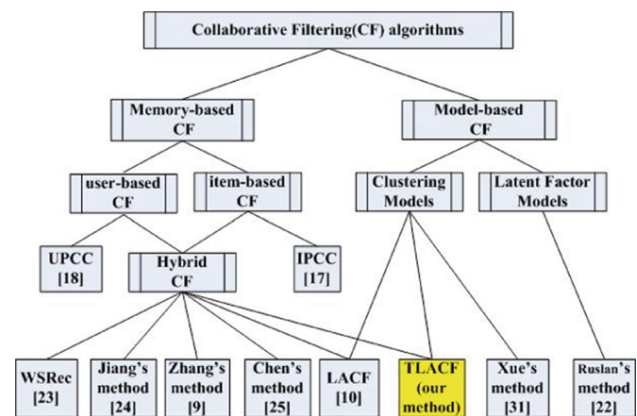 Collaborative Filtering(CF) algorithms
Memory-based
CF
Model-based
CF
user-based
CF
item-based
CF
Clustering
Models
Latent Factor
Models
UPCC
[18]
Hybrid
CF
IPCC
[17]
WSRec
[23]
Jiang's
method
[24]
Zhang's
method
[9]
Chen's
method
[25]
LACF
[10]
TLACF
(our
method)
Xue's
method
[31]
Ruslan's
method
[22]